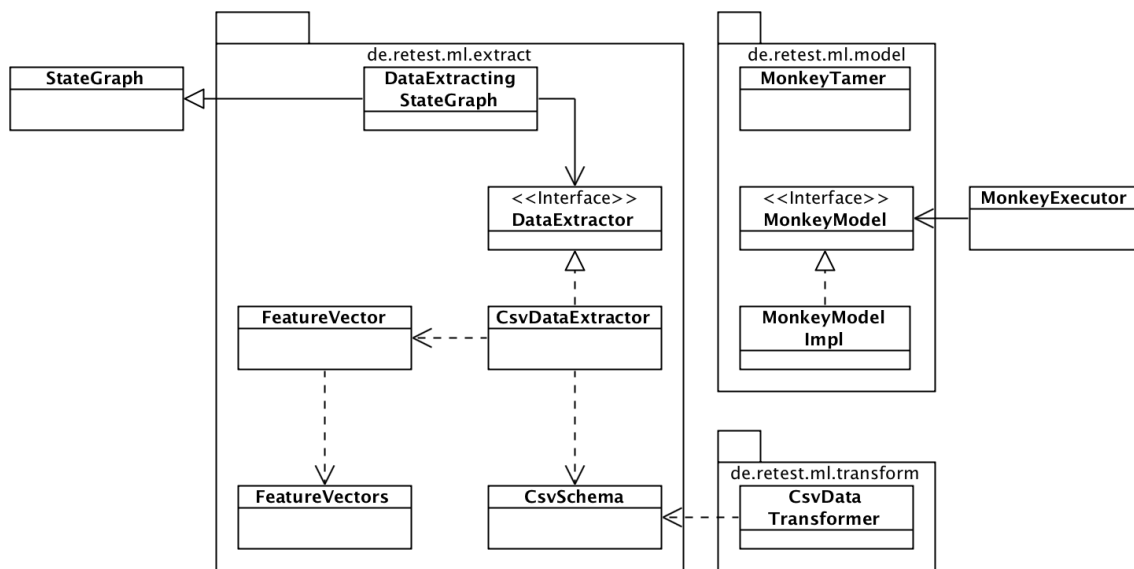 de.retest.ml.extract
de.retest.ml.model
StateGraph
DataExtracting
StateGraph
MonkeyTamer
<<Interface>>
DataExtractor
<<Interface>>
MonkeyModel
MonkeyExecutor
FeatureVector
CsvDataExtractor
MonkeyModel
Impl
de.retest.ml.transform
FeatureVectors
CsvSchema
CsvData
Transformer